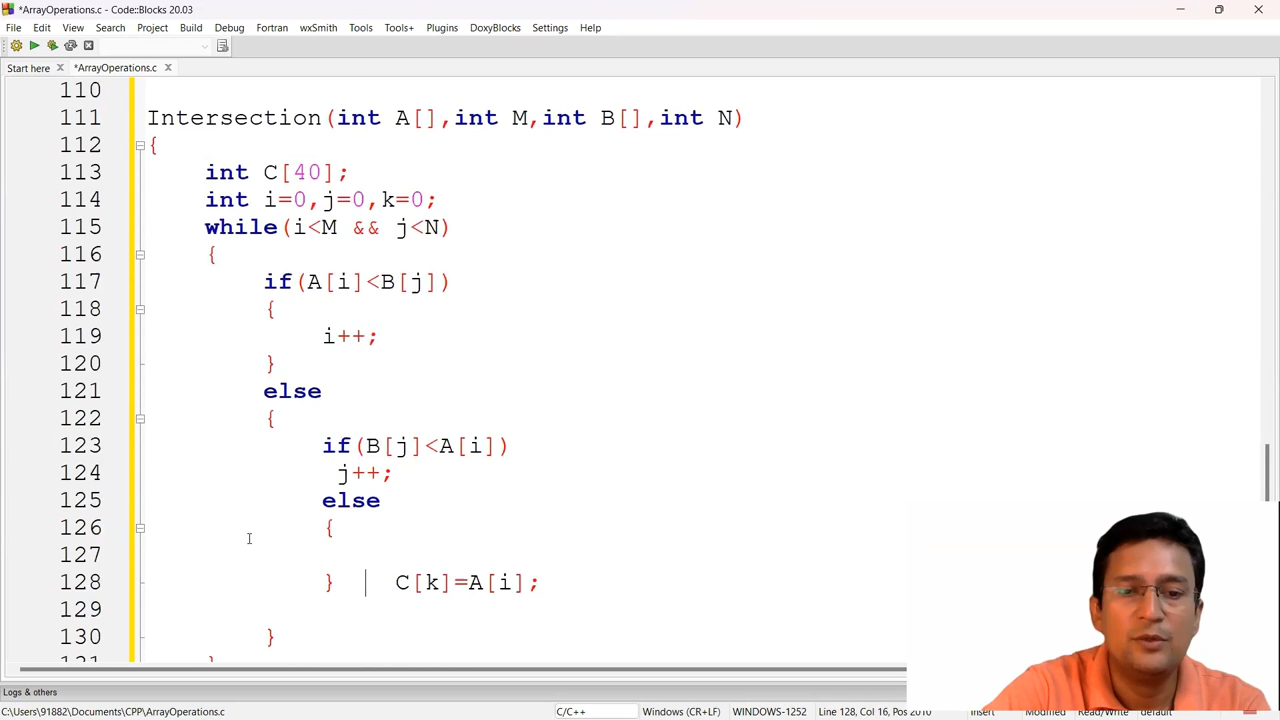 *ArrayOperations.c - Code::Blocks 20.03
File Edit View Search Project Build Debug Fortran wxSmith Tools Tools+ Plugins DoxyBlocks Settings Help
Start here *ArrayOperations.c
110
111 Intersection(int A[],int M,int B[],int N)
112 {
113 int C[40];
114 int i=0,j=0,k=0;
115 while(i<M && j<N)
116 {
117 if(A[i]<B[j])
118 {
119 i++;
120 }
121 else
122 {
123 if(B[j]<A[i])
124 j++;
125 else
126 {
127
128 } C[k]=A[i];
129
130 }
Logs & others
C:\Users\91882\Documents\CPP\ArrayOperations.c C/C++ Windows (CR+LF) WINDOWS-1252 Line 128, Col 16, Pos 2010 Insert Modified Read/Write default